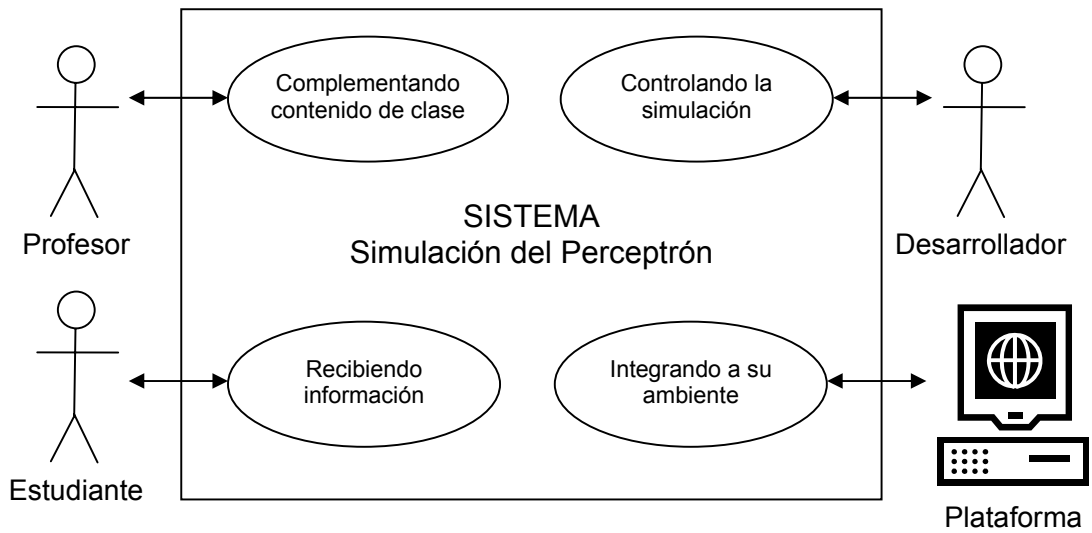 Complementando
contenido de clase
Controlando la
simulación
Profesor
SISTEMA
Simulación del Perceptrón
Desarrollador
Recibiendo
información
Integrando a su
ambiente
Estudiante
Plataforma